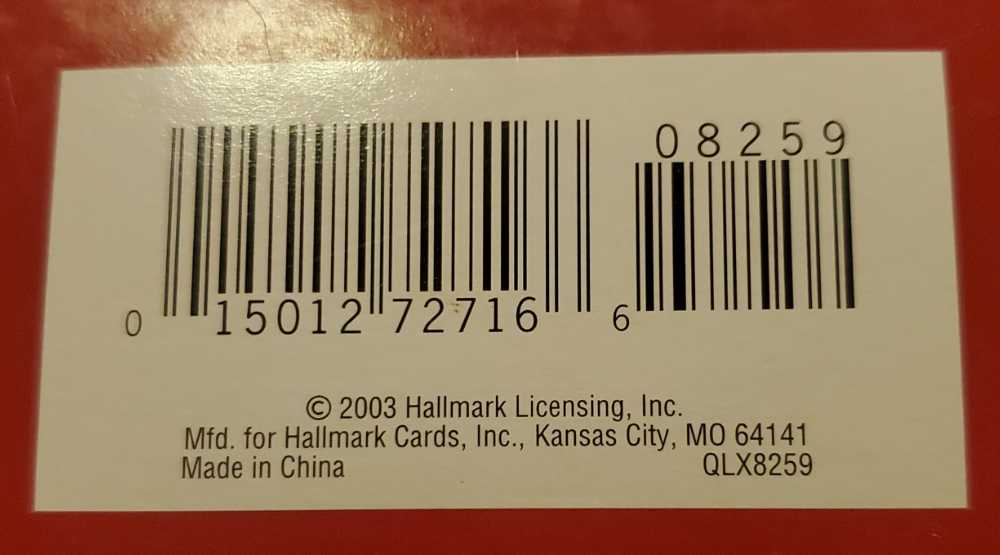 08259
0 15012 72716 6
© 2003 Hallmark Licensing, Inc.
Mfd. for Hallmark Cards, Inc., Kansas City, MO 64141
Made in China QLX8259